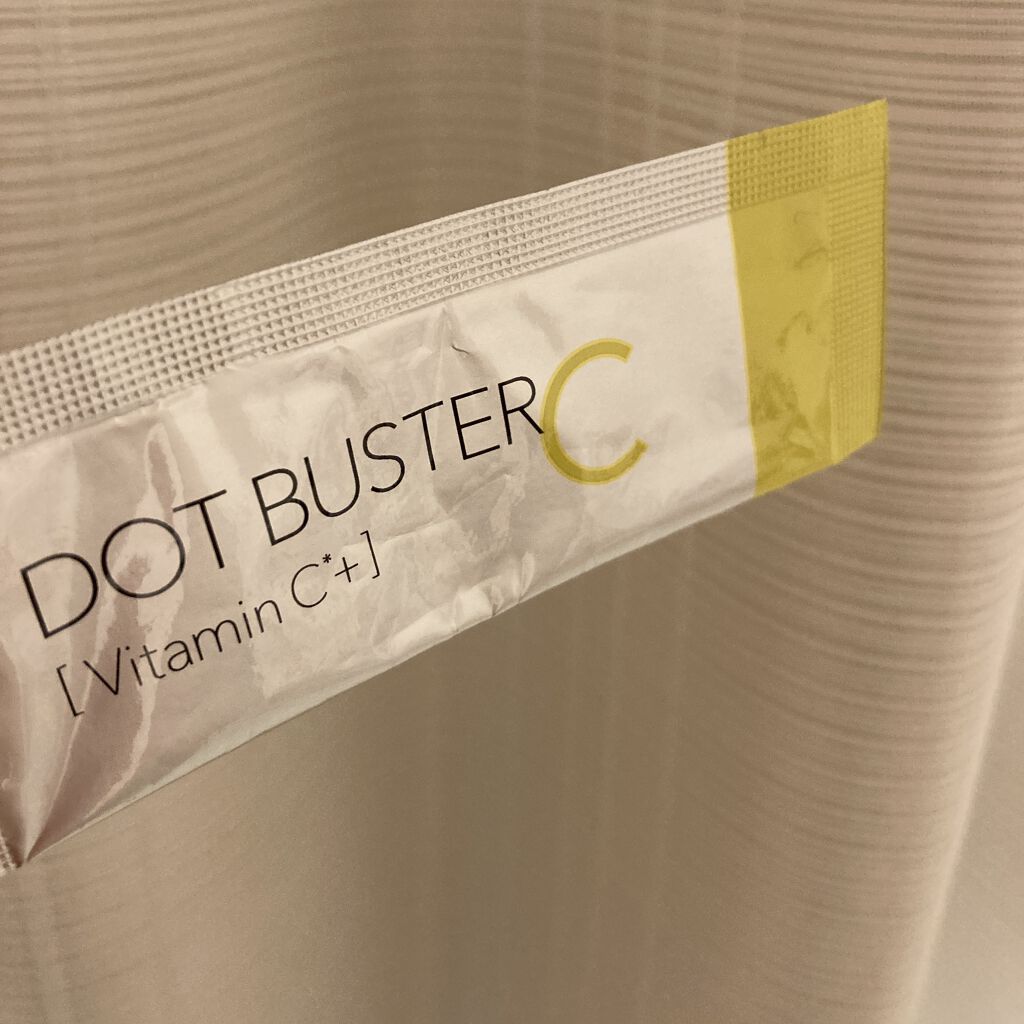 DOT BUSTER C
[Vitamin C*+]